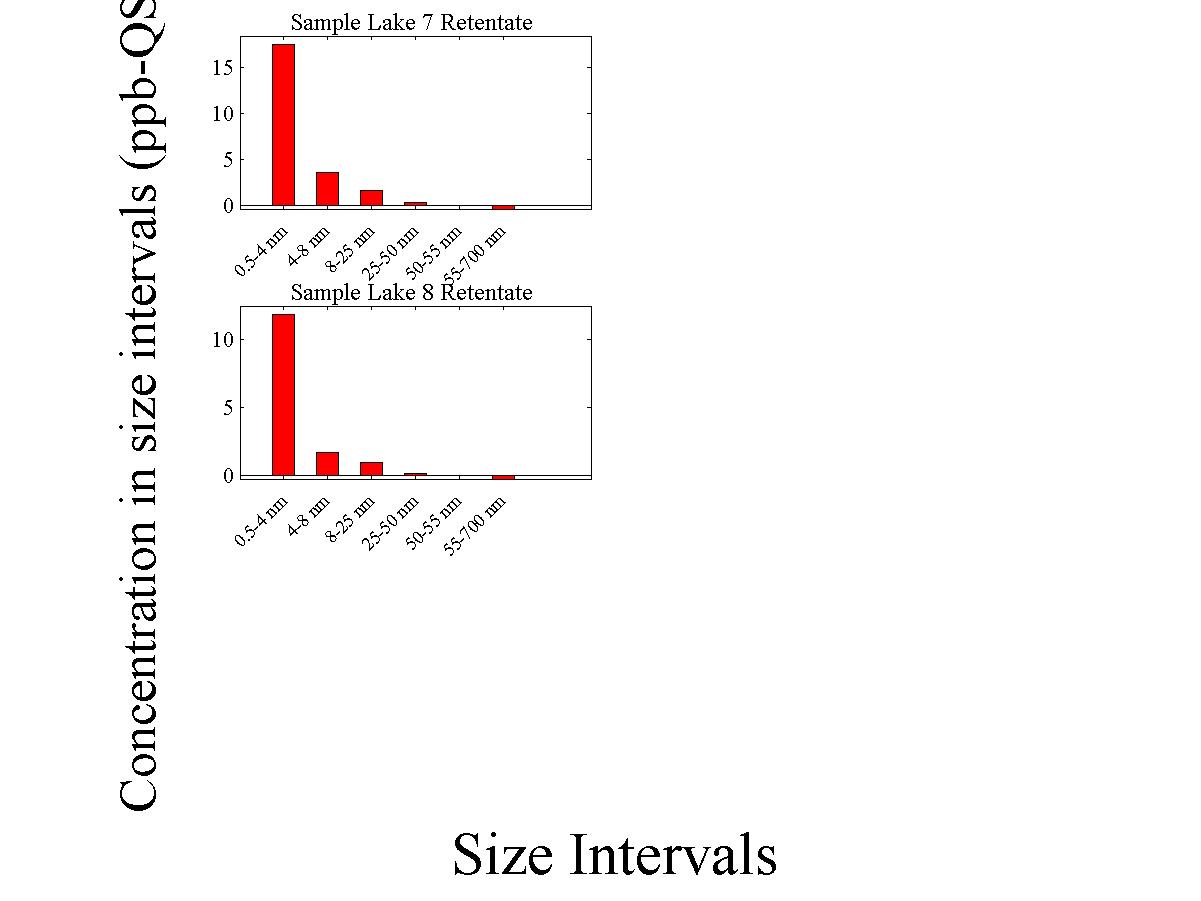 Concentration in size intervals (ppb-QS
Sample Lake 7 Retentate
15
10
5
0
0.5-4 nm
4-8 nm
8-25 nm
25-50 nm
50-55 nm
55-700 nm
Sample Lake 8 Retentate
10
5
0
0.5-4 nm
4-8 nm
8-25 nm
25-50 nm
50-55 nm
55-700 nm
Size Intervals